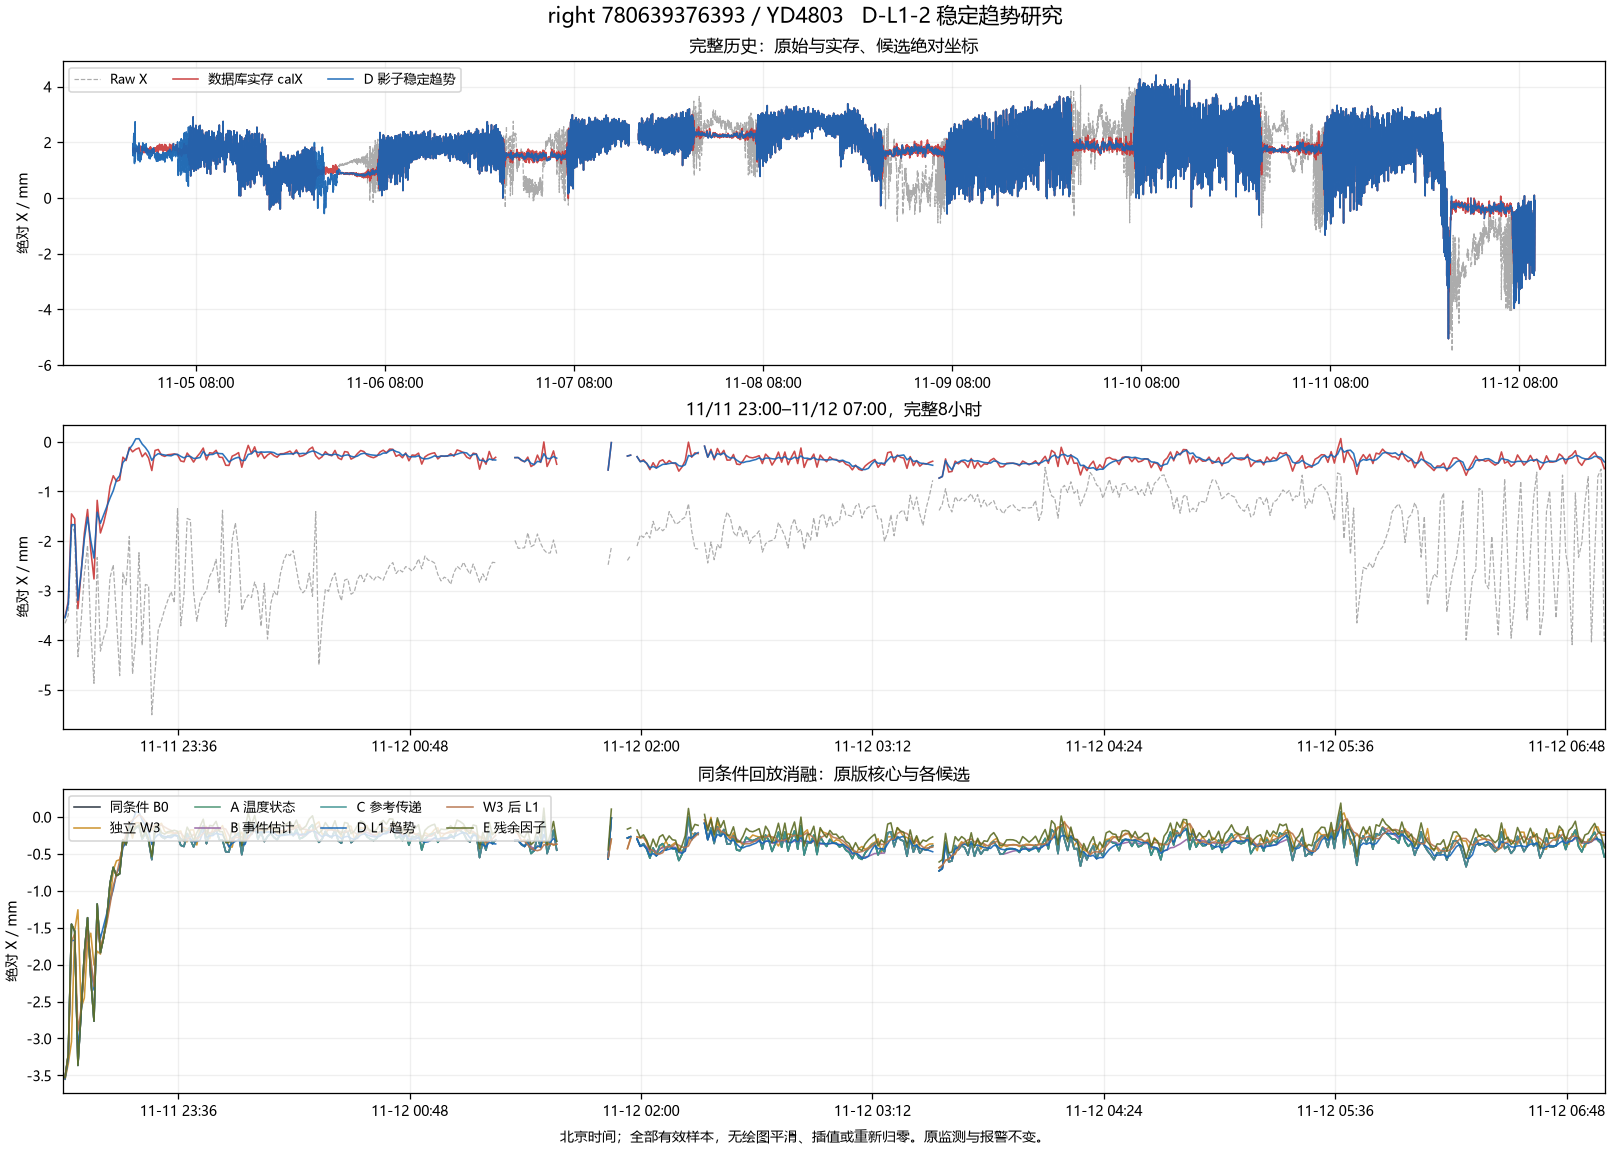 right 780639376393 / YD4803   D-L1-2 稳定趋势研究
完整历史：原始与实存、候选绝对坐标
Raw X
数据库实存 calX
D 影子稳定趋势
绝对 X / mm
4
2
0
-2
-4
-6
11-05 08:00
11-06 08:00
11-07 08:00
11-08 08:00
11-09 08:00
11-10 08:00
11-11 08:00
11-12 08:00
11/11 23:00–11/12 07:00，完整8小时
绝对 X / mm
0
-1
-2
-3
-4
-5
11-11 23:36
11-12 00:48
11-12 02:00
11-12 03:12
11-12 04:24
11-12 05:36
11-12 06:48
同条件回放消融：原版核心与各候选
同条件 B0
A 温度状态
C 参考传递
W3 后 L1
独立 W3
B 事件估计
D L1 趋势
E 残余因子
绝对 X / mm
0.0
-0.5
-1.0
-1.5
-2.0
-2.5
-3.0
-3.5
11-11 23:36
11-12 00:48
11-12 02:00
11-12 03:12
11-12 04:24
11-12 05:36
11-12 06:48
北京时间；全部有效样本，无绘图平滑、插值或重新归零。原监测与报警不变。